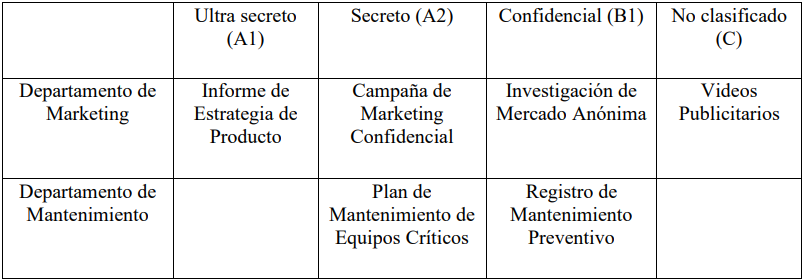 Ultra secreto
(A1)
Secreto (A2)
Confidencial (B1)
No clasificado
(C)
Departamento de
Marketing
Informe de
Estrategia de
Producto
Campaña de
Marketing
Confidencial
Investigación de
Mercado Anónima
Videos
Publicitarios
Departamento de
Mantenimiento
Plan de
Mantenimiento de
Equipos Críticos
Registro de
Mantenimiento
Preventivo